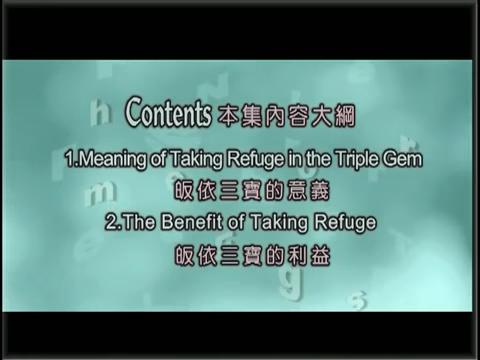 Contents 本集內容大綱
1.Meaning of Taking Refuge in the Triple Gem
皈依三寶的意義
2.The Benefit of Taking Refuge
皈依三寶的利益